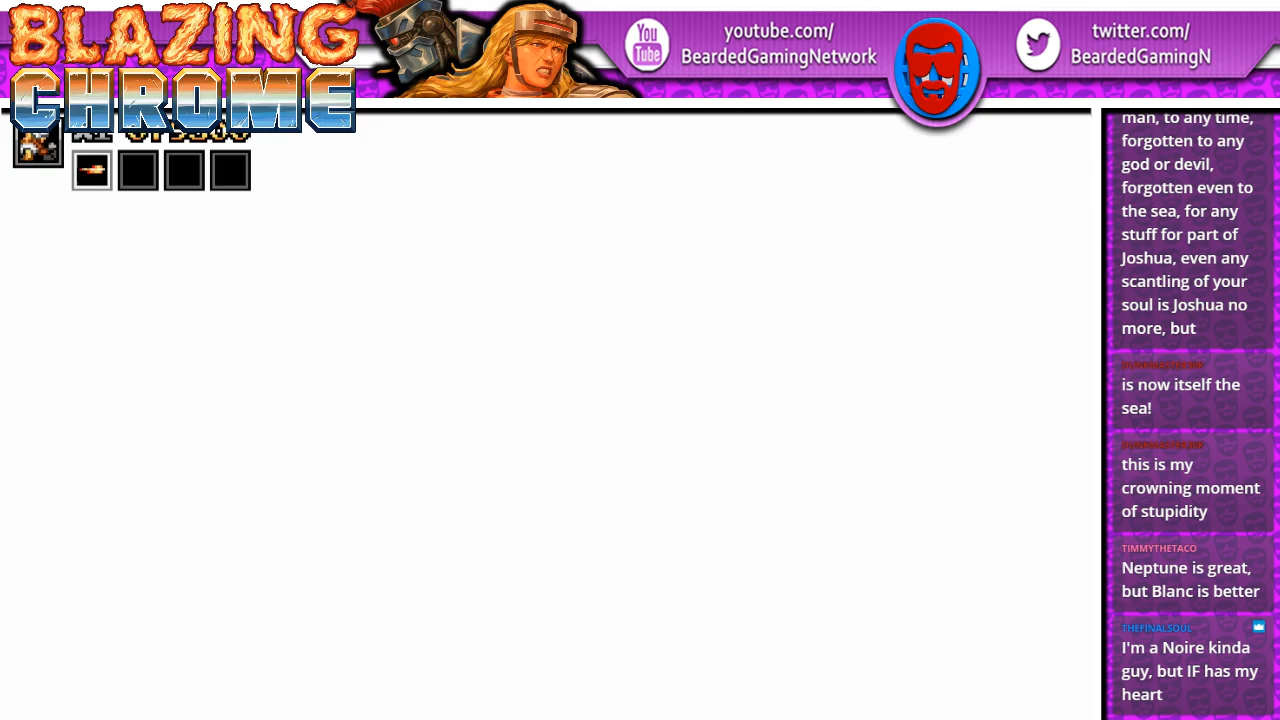 BLAZING
CHROME
youtube.com/
BeardedGamingNetwork
You
Tube
twitter.com/
BeardedGamingN
man, to any time,
forgotten to any
god or devil,
forgotten even to
the sea, for any
stuff for part of
Joshua, even any
scantling of your
soul is Joshua no
more, but
is now itself the
sea!
this is my
crowning moment
of stupidity
TIMMYTHETACO
Neptune is great,
but Blanc is better
THEFINALSOUL
I'm a Noire kinda
guy, but IF has my
heart